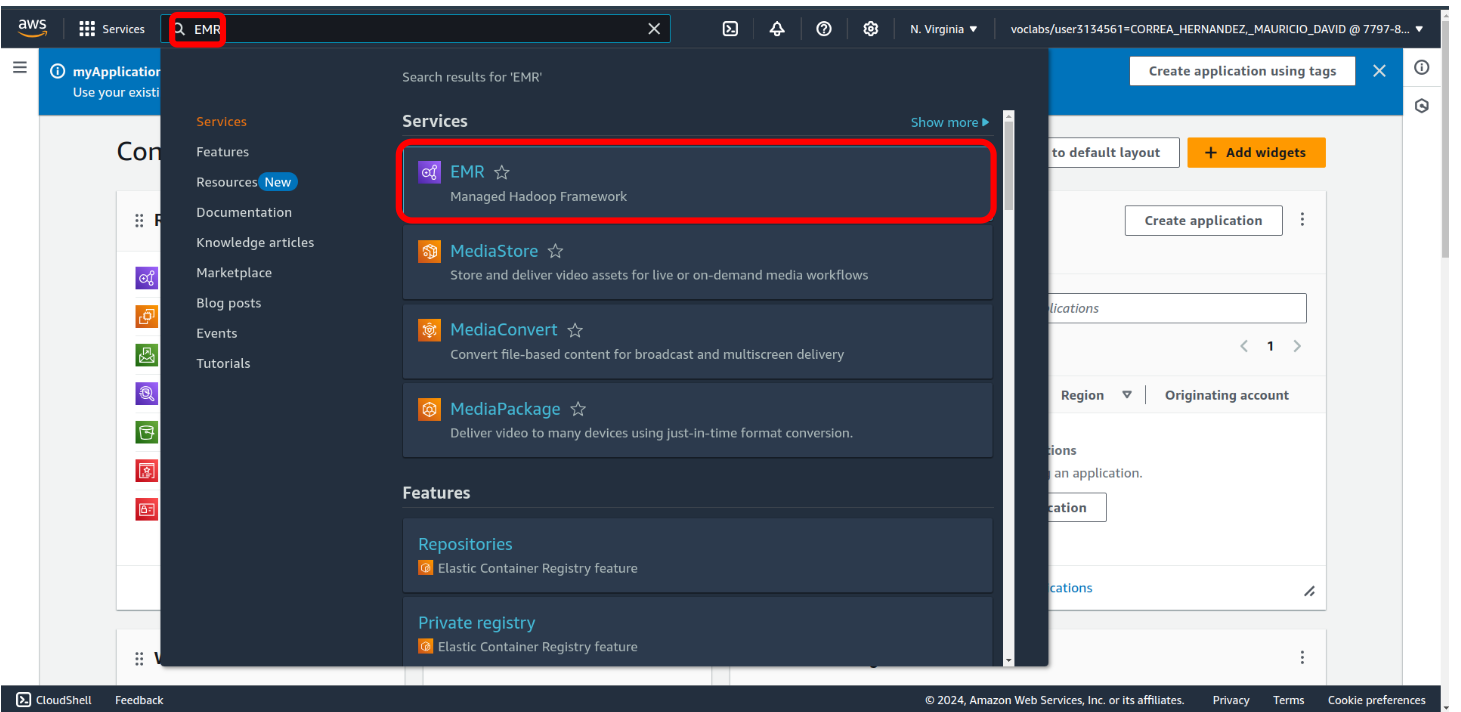 aws
Services
EMR
N. Virginia
voclabs/user3134561=CORREA_HERNANDEZ,_MAURICIO_DAVID @ 7797-8...
myApplication
Use your existi
Create application using tags
Search results for 'EMR'
Services
Features
Resources New
Documentation
Knowledge articles
Marketplace
Blog posts
Events
Tutorials
Services
Show more
EMR
Managed Hadoop Framework
MediaStore
Store and deliver video assets for live or on-demand media workflows
MediaConvert
Convert file-based content for broadcast and multiscreen delivery
MediaPackage
Deliver video to many devices using just-in-time format conversion.
Features
Repositories
Elastic Container Registry feature
Private registry
Elastic Container Registry feature
Con
to default layout
+ Add widgets
Create application
lications
1
Region
Originating account
tions
an application.
cation
cations
CloudShell
Feedback
© 2024, Amazon Web Services, Inc. or its affiliates.
Privacy
Terms
Cookie preferences